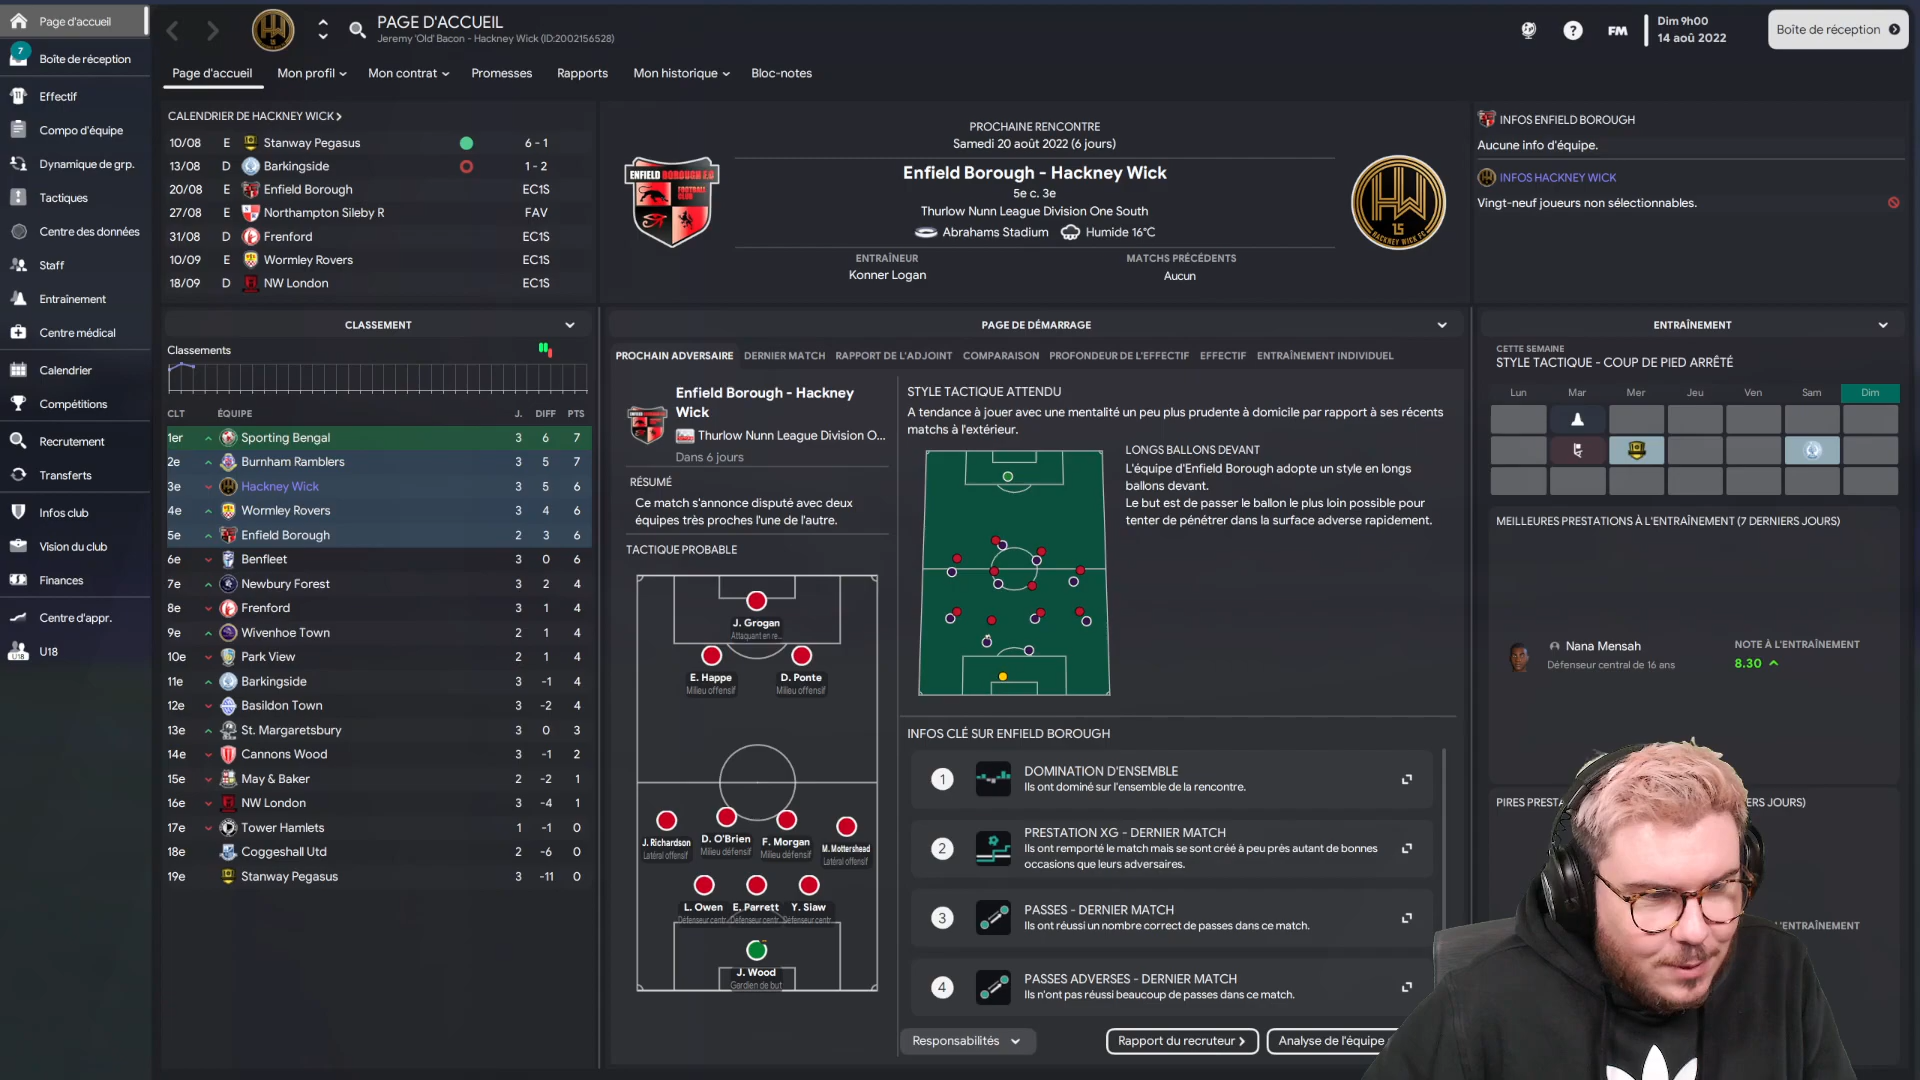 Page d'accueil
7
Boîte de réception
Effectif
Compo d'équipe
Dynamique de grp.
Tactiques
Centre des données
Staff
Entraînement
Centre médical
Calendrier
Compétitions
Recrutement
Transferts
Infos club
Vision du club
Finances
Centre d'appr.
U18
PAGE D'ACCUEIL
Jeremy 'Old' Bacon - Hackney Wick (ID:2002156528)
FM
Dim 9h00
14 aoû 2022
Boîte de réception
Page d'accueil
Mon profil
Mon contrat
Promesses
Rapports
Mon historique
Bloc-notes
CALENDRIER DE HACKNEY WICK
10/08 E Stanway Pegasus 6 - 1
13/08 D Barkingside 1 - 2
20/08 E Enfield Borough EC1S
27/08 E Northampton Sileby R FAV
31/08 D Frenford EC1S
10/09 E Wormley Rovers EC1S
18/09 D NW London EC1S
PROCHAINE RENCONTRE
Samedi 20 août 2022 (6 jours)
Enfield Borough - Hackney Wick
5e c. 3e
Thurlow Nunn League Division One South
Abrahams Stadium Humide 16°C
ENTRAÎNEUR
Konner Logan
MATCHS PRÉCÉDENTS
Aucun
ENFIELD BOROUGH F.C
FOOTBALL CLUB
HW
15
HACKNEY WICK FC
INFOS ENFIELD BOROUGH
Aucune info d'équipe.
INFOS HACKNEY WICK
Vingt-neuf joueurs non sélectionnables.
CLASSEMENT
Classements
CLT ÉQUIPE J. DIFF PTS
1er Sporting Bengal 3 6 7
2e Burnham Ramblers 3 5 7
3e Hackney Wick 3 5 6
4e Wormley Rovers 3 4 6
5e Enfield Borough 2 3 6
6e Benfleet 3 0 6
7e Newbury Forest 3 2 4
8e Frenford 3 1 4
9e Wivenhoe Town 2 1 4
10e Park View 2 1 4
11e Barkingside 3 -1 4
12e Basildon Town 3 -2 4
13e St. Margaretsbury 3 0 3
14e Cannons Wood 3 -1 2
15e May & Baker 2 -2 1
16e NW London 3 -4 1
17e Tower Hamlets 1 -1 0
18e Coggeshall Utd 2 -6 0
19e Stanway Pegasus 3 -11 0
PAGE DE DÉMARRAGE
PROCHAIN ADVERSAIRE
DERNIER MATCH
RAPPORT DE L'ADJOINT
COMPARAISON
PROFONDEUR DE L'EFFECTIF
EFFECTIF
ENTRAÎNEMENT INDIVIDUEL
Enfield Borough - Hackney
Wick
Thurlow Nunn League Division O...
Dans 6 jours
RÉSUMÉ
Ce match s'annonce disputé avec deux
équipes très proches l'une de l'autre.
TACTIQUE PROBABLE
J. Grogan
Attaquant en re...
E. Happe
Milieu offensif
D. Ponte
Milieu offensif
J. Richardson
Latéral offensif
D. O'Brien
Milieu défensif
F. Morgan
Milieu défensif
M. Mottershead
Latéral offensif
L. Owen
Défenseur centr...
E. Parrett
Défenseur centr...
Y. Siaw
Défenseur centr...
J. Wood
Gardien de but
STYLE TACTIQUE ATTENDU
A tendance à jouer avec une mentalité un peu plus prudente à domicile par rapport à ses récents
matchs à l'extérieur.
LONGS BALLONS DEVANT
L'équipe d'Enfield Borough adopte un style en longs
ballons devant.
Le but est de passer le ballon le plus loin possible pour
tenter de pénétrer dans la surface adverse rapidement.
INFOS CLÉ SUR ENFIELD BOROUGH
1
DOMINATION D'ENSEMBLE
Ils ont dominé sur l'ensemble de la rencontre.
2
PRESTATION XG - DERNIER MATCH
Ils ont remporté le match mais se sont créé à peu près autant de bonnes
occasions que leurs adversaires.
3
PASSES - DERNIER MATCH
Ils ont réussi un nombre correct de passes dans ce match.
4
PASSES ADVERSES - DERNIER MATCH
Ils n'ont pas réussi beaucoup de passes dans ce match.
Responsabilités
Rapport du recruteur
Analyse de l'équipe
ENTRAÎNEMENT
CETTE SEMAINE
STYLE TACTIQUE - COUP DE PIED ARRÊTÉ
Lun Mar Mer Jeu Ven Sam Dim
MEILLEURES PRESTATIONS À L'ENTRAÎNEMENT (7 DERNIERS JOURS)
Nana Mensah
Défenseur central de 16 ans
NOTE À L'ENTRAÎNEMENT
8.30
PIRES PRESTA
ERS JOURS)
'ENTRAÎNEMENT